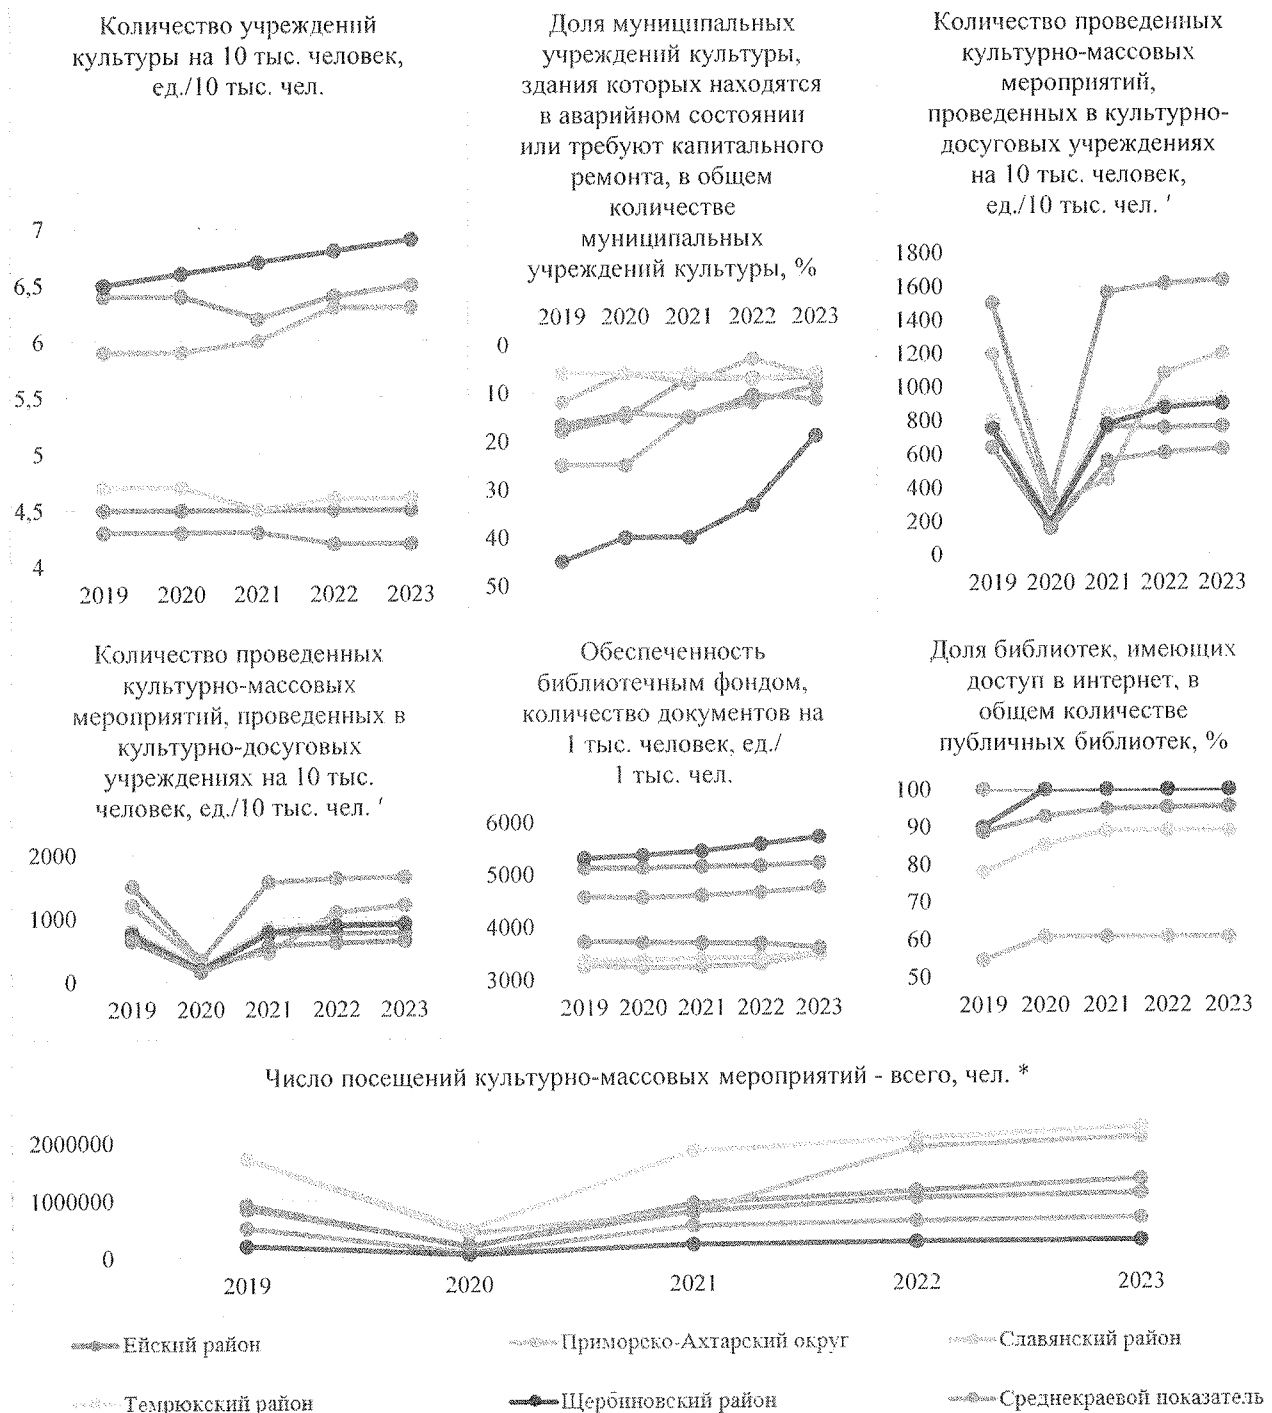 Количество учреждений
культуры на 10 тыс. человек,
ед./10 тыс. чел.
7
6,5
6
5,5
5
4,5
4
2019 2020 2021 2022 2023
Доля муниципальных
учреждений культуры,
здания которых находятся
в аварийном состоянии
или требуют капитального
ремонта, в общем
количестве
муниципальных
учреждений культуры, %
2019 2020 2021 2022 2023
0
10
20
30
40
50
Количество проведенных
культурно-массовых
мероприятий,
проведенных в культурно-
досуговых учреждениях
на 10 тыс. человек,
ед./10 тыс. чел. '
1800
1600
1400
1200
1000
800
600
400
200
0
2019 2020 2021 2022 2023
Количество проведенных
культурно-массовых
мероприятий, проведенных в
культурно-досуговых
учреждениях на 10 тыс.
человек, ед./10 тыс. чел. '
2000
1000
0
2019 2020 2021 2022 2023
Обеспеченность
библиотечным фондом,
количество документов на
1 тыс. человек, ед./
1 тыс. чел.
6000
5000
4000
3000
2019 2020 2021 2022 2023
Доля библиотек, имеющих
доступ в интернет, в
общем количестве
публичных библиотек, %
100
90
80
70
60
50
2019 2020 2021 2022 2023
Число посещений культурно-массовых мероприятий - всего, чел. *
2000000
1000000
0
2019 2020 2021 2022 2023
Ейский район
Приморско-Ахтарский округ
Славянский район
Темрюкский район
Щербиновский район
Среднекраевой показатель